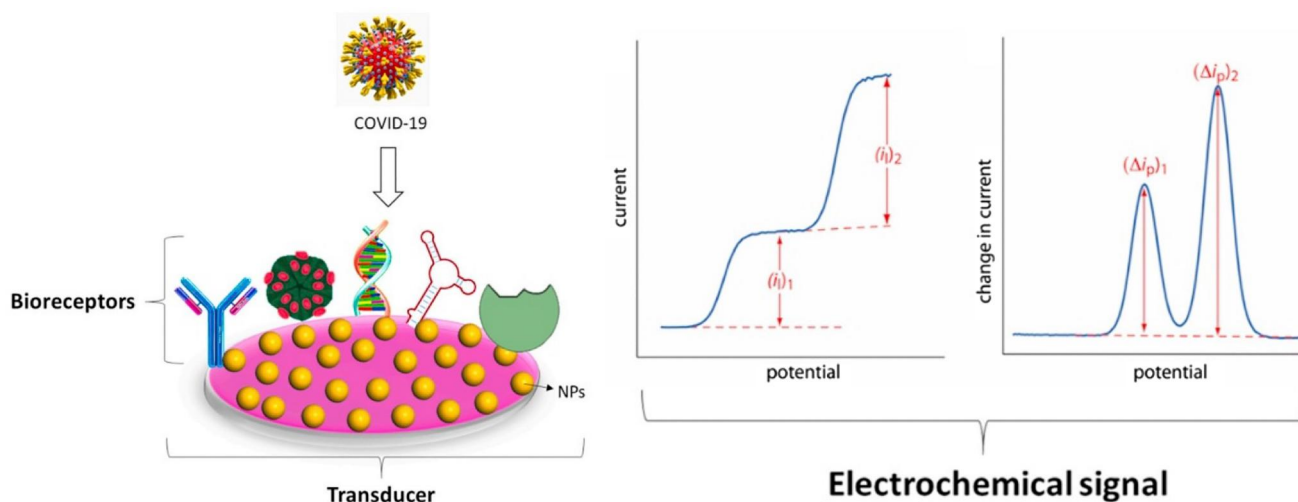 COVID-19
Bioreceptors
NPs
Transducer
current
(i_l)_1
(i_l)_2
potential
change in current
(Δi_p)_1
(Δi_p)_2
potential
Electrochemical signal